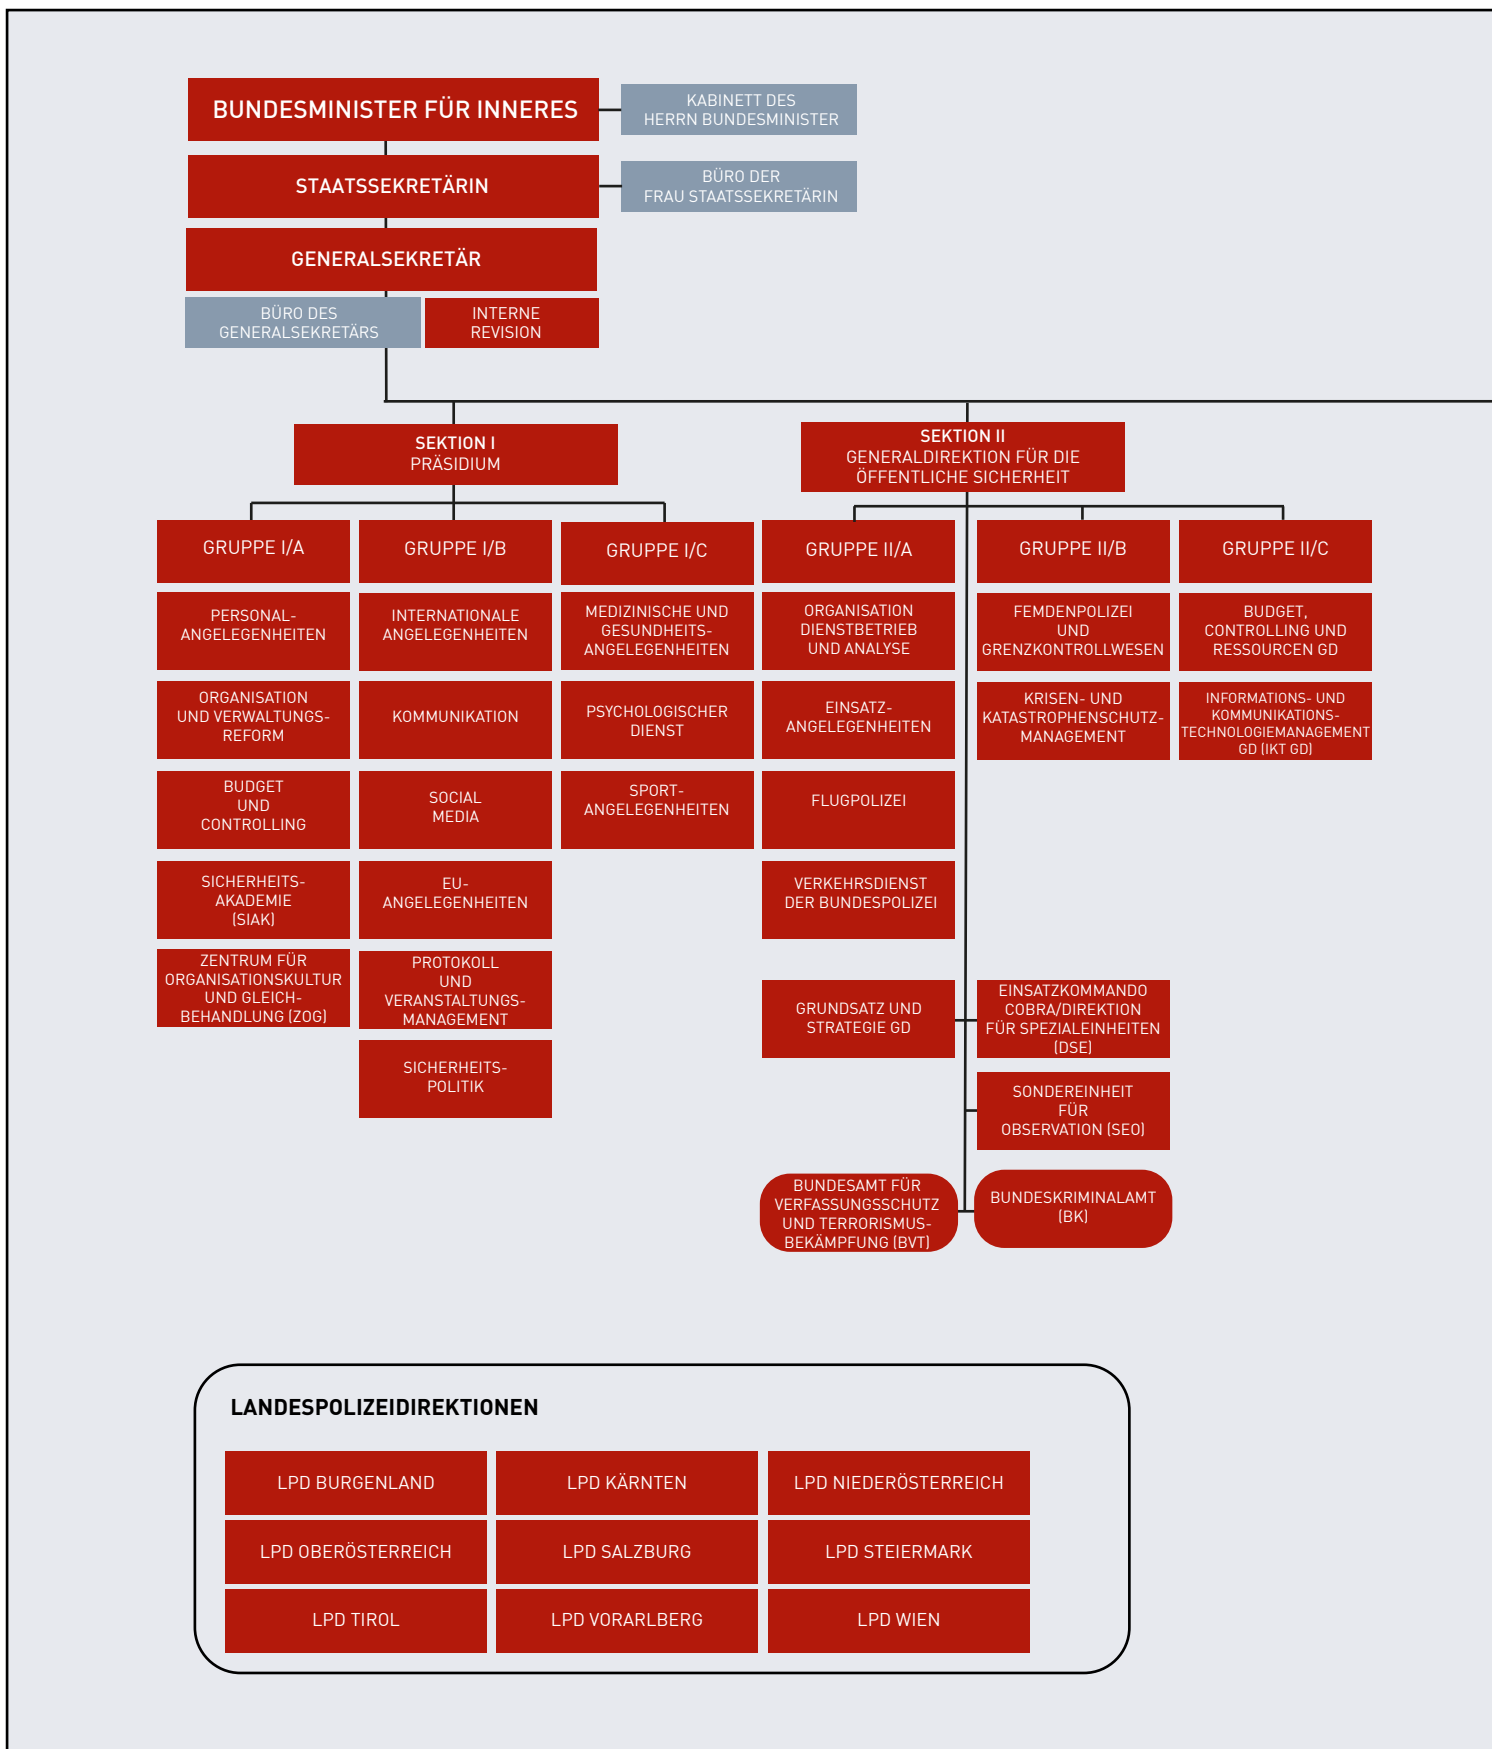 BUNDESMINISTER FÜR INNERES
KABINETT DES
HERRN BUNDESMINISTER
STAATSSEKRETÄRIN
BÜRO DER
FRAU STAATSSEKRETÄRIN
GENERALSEKRETÄR
BÜRO DES
GENERALSEKRETÄRS
INTERNE
REVISION
SEKTION I
PRÄSIDIUM
SEKTION II
GENERALDIREKTION FÜR DIE
ÖFFENTLICHE SICHERHEIT
GRUPPE I/A
PERSONAL-
ANGELEGENHEITEN
ORGANISATION
UND VERWALTUNGS-
REFORM
BUDGET
UND
CONTROLLING
SICHERHEITS-
AKADEMIE
(SIAK)
ZENTRUM FÜR
ORGANISATIONSKULTUR
UND GLEICH-
BEHANDLUNG (ZOG)
GRUPPE I/B
INTERNATIONALE
ANGELEGENHEITEN
KOMMUNIKATION
SOCIAL
MEDIA
EU-
ANGELEGENHEITEN
PROTOKOLL
UND
VERANSTALTUNGS-
MANAGEMENT
SICHERHEITS-
POLITIK
GRUPPE I/C
MEDIZINISCHE UND
GESUNDHEITS-
ANGELEGENHEITEN
PSYCHOLOGISCHER
DIENST
SPORT-
ANGELEGENHEITEN
GRUPPE II/A
ORGANISATION
DIENSTBETRIEB
UND ANALYSE
EINSATZ-
ANGELEGENHEITEN
FLUGPOLIZEI
VERKEHRSDIENST
DER BUNDESPOLIZEI
GRUPPE II/B
FEMDENPOLIZEI
UND
GRENZKONTROLLWESEN
KRISEN- UND
KATASTROPHENSCHUTZ-
MANAGEMENT
GRUPPE II/C
BUDGET,
CONTROLLING UND
RESSOURCEN GD
INFORMATIONS- UND
KOMMUNIKATIONS-
TECHNOLOGIEMANAGEMENT
GD (IKT GD)
GRUNDSATZ UND
STRATEGIE GD
EINSATZKOMMANDO
COBRA/DIREKTION
FÜR SPEZIALEINHEITEN
(DSE)
SONDEREINHEIT
FÜR
OBSERVATION (SEO)
BUNDESAMT FÜR
VERFASSUNGSSCHUTZ
UND TERRORISMUS-
BEKÄMPFUNG (BVT)
BUNDESKRIMINALAMT
(BK)
LANDESPOLIZEIDIREKTIONEN
LPD BURGENLAND
LPD KÄRNTEN
LPD NIEDERÖSTERREICH
LPD OBERÖSTERREICH
LPD SALZBURG
LPD STEIERMARK
LPD TIROL
LPD VORARLBERG
LPD WIEN